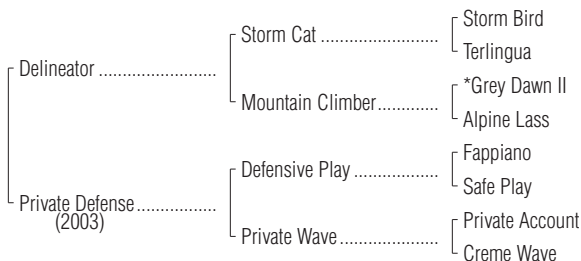 Storm Bird
Storm Cat ........................
Terlingua
Delineator ........................
*Grey Dawn II
Mountain Climber.............
Alpine Lass
Fappiano
Defensive Play .................
Safe Play
Private Defense ................
(2003)
Private Account
Private Wave ....................
Creme Wave